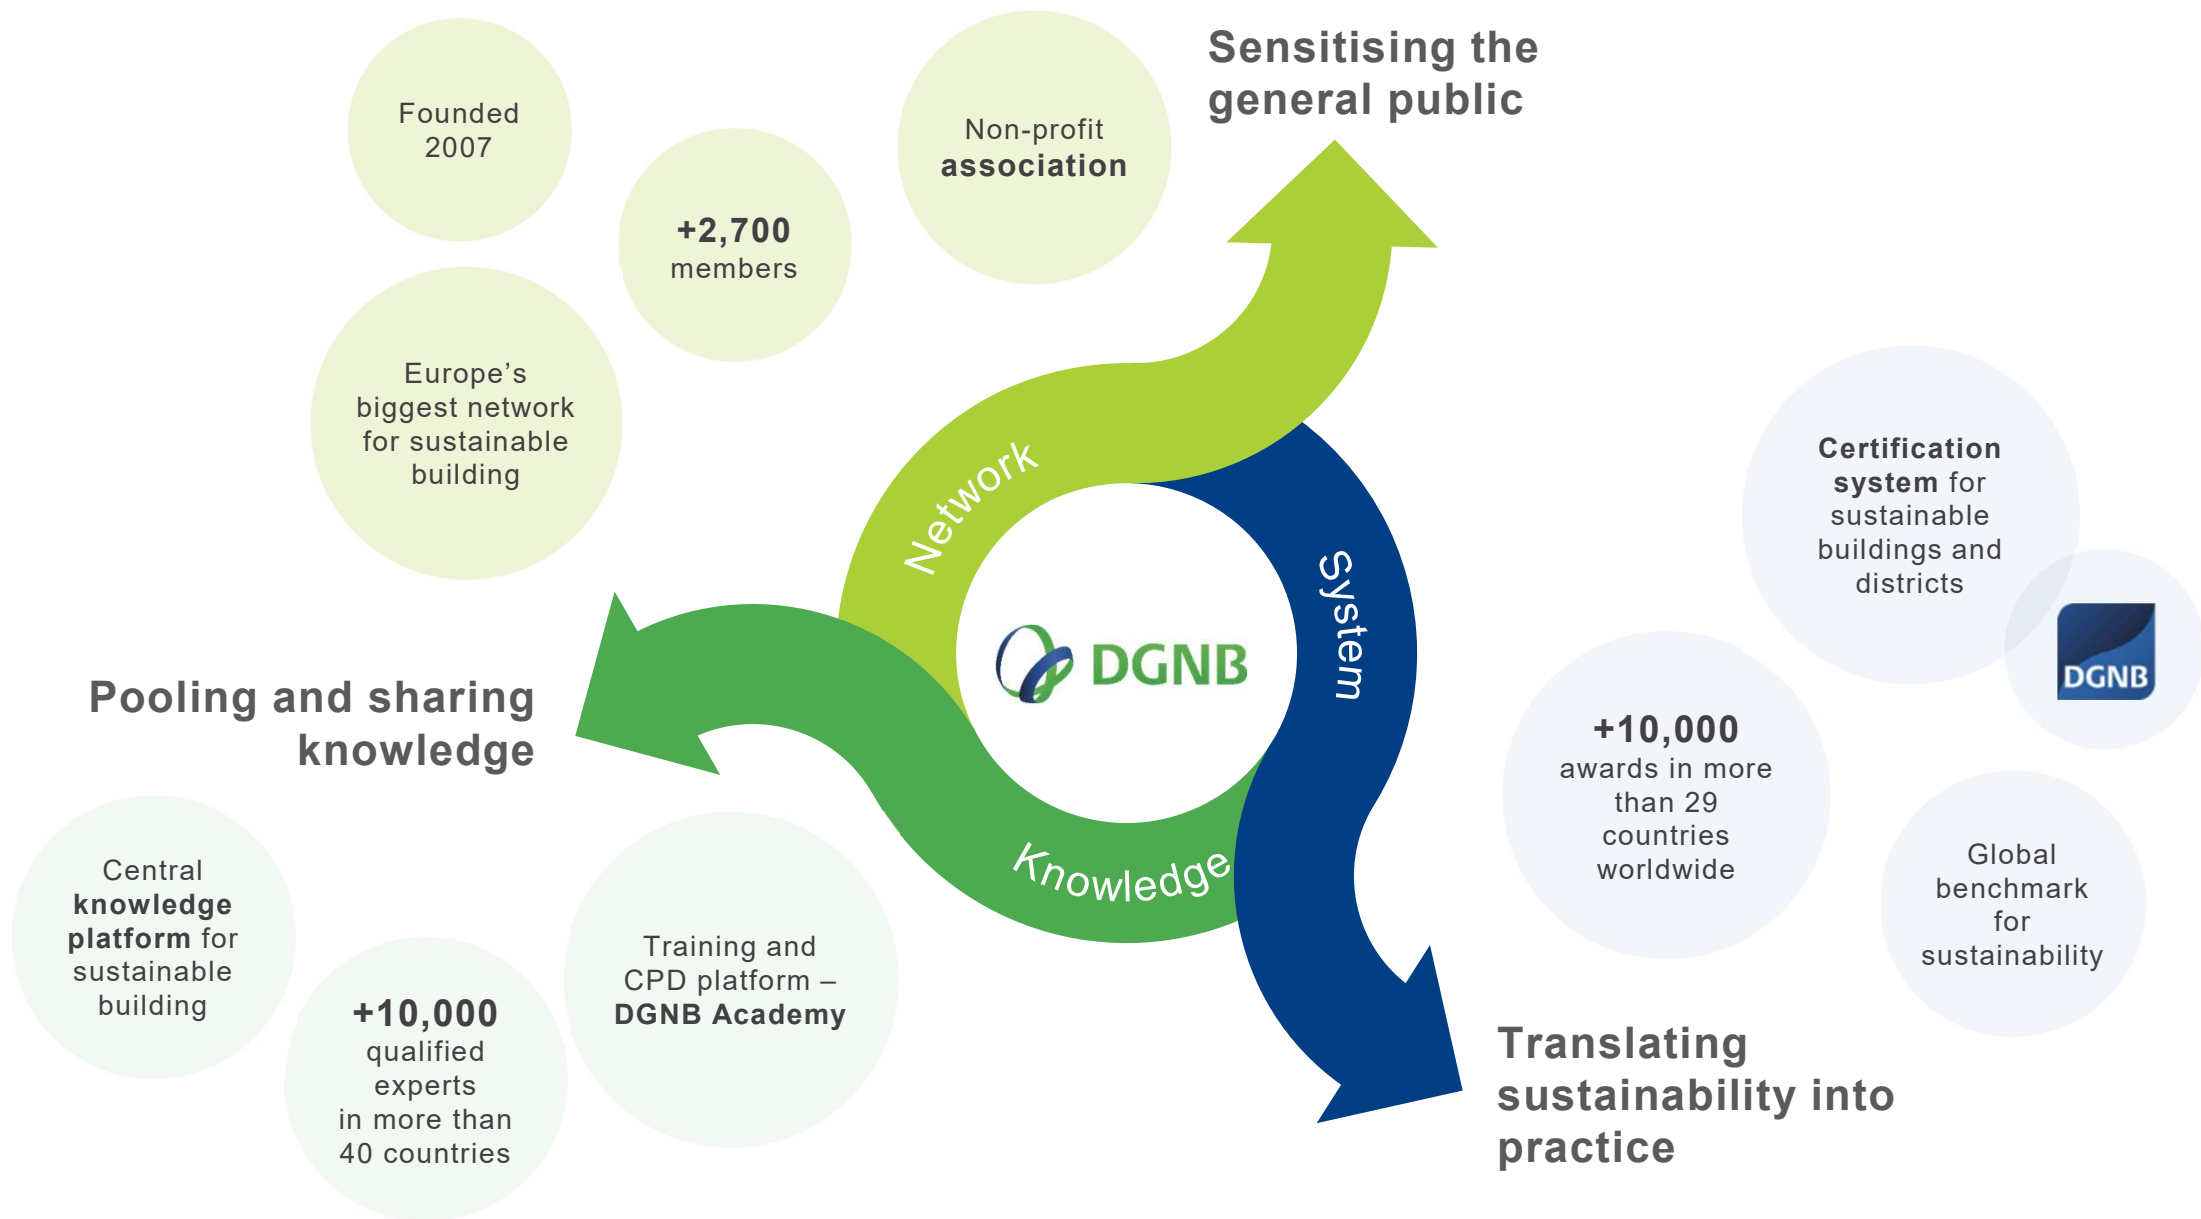 Founded
2007
+2,700
members
Non-profit
association
Europe’s
biggest network
for sustainable
building
Sensitising the
general public
Network
System
Knowledge
DGNB
Certification
system for
sustainable
buildings and
districts
DGNB
+10,000
awards in more
than 29
countries
worldwide
Global
benchmark
for
sustainability
Translating
sustainability into
practice
Pooling and sharing
knowledge
Central
knowledge
platform for
sustainable
building
+10,000
qualified
experts
in more than
40 countries
Training and
CPD platform –
DGNB Academy